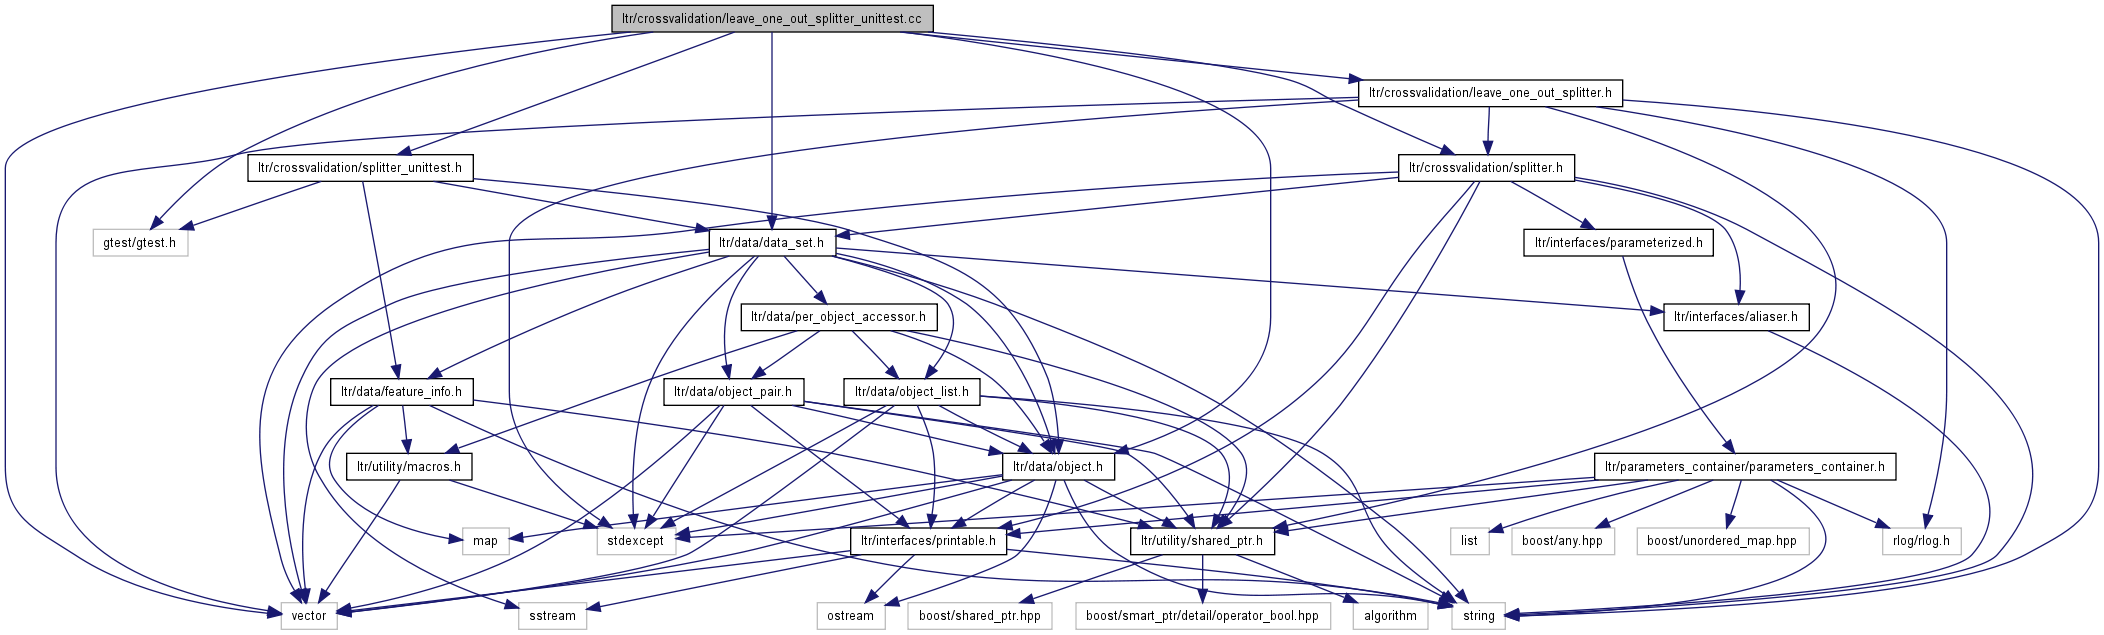 ltr/crossvalidation/leave_one_out_splitter_unittest.cc
ltr/crossvalidation/leave_one_out_splitter.h
ltr/crossvalidation/splitter_unittest.h
ltr/crossvalidation/splitter.h
gtest/gtest.h
ltr/data/data_set.h
ltr/interfaces/parameterized.h
ltr/data/per_object_accessor.h
ltr/interfaces/aliaser.h
ltr/data/feature_info.h
ltr/data/object_pair.h
ltr/data/object_list.h
ltr/utility/macros.h
ltr/data/object.h
ltr/parameters_container/parameters_container.h
map
stdexcept
ltr/interfaces/printable.h
ltr/utility/shared_ptr.h
list
boost/any.hpp
boost/unordered_map.hpp
rlog/rlog.h
vector
sstream
ostream
boost/shared_ptr.hpp
boost/smart_ptr/detail/operator_bool.hpp
algorithm
string